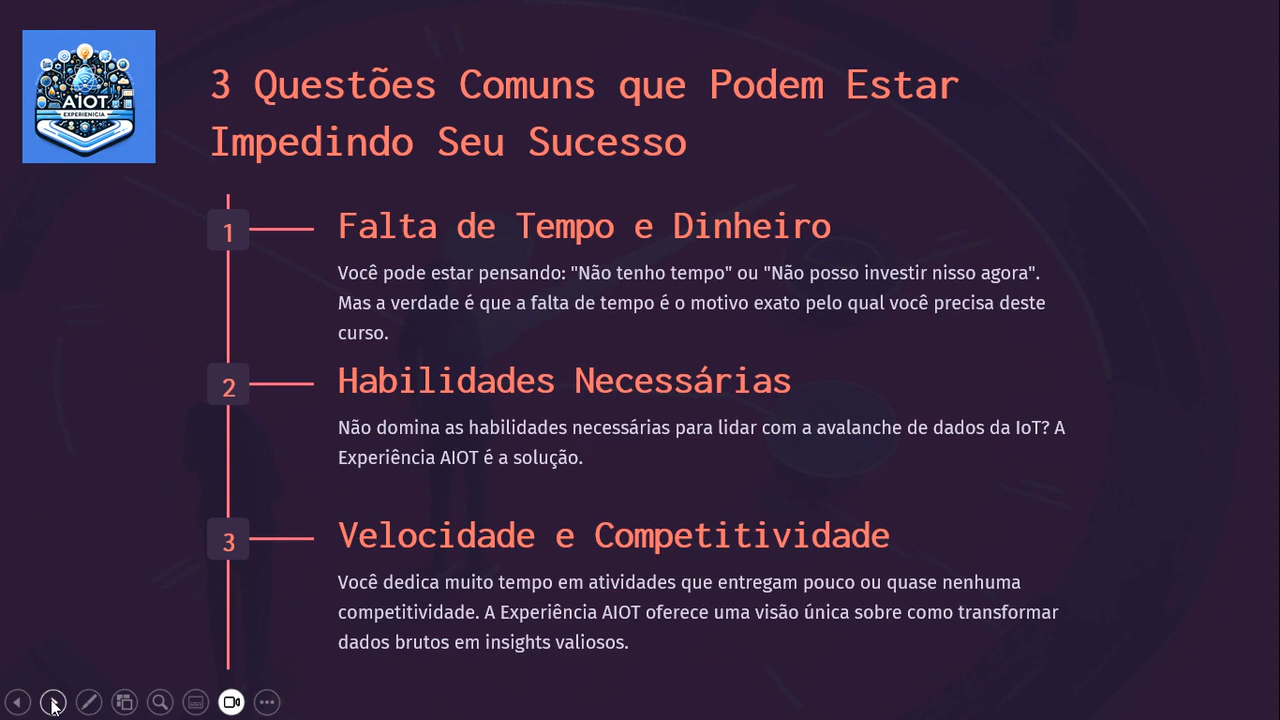 AIOT
EXPERIENICIA
3 Questões Comuns que Podem Estar
Impedindo Seu Sucesso
1
Falta de Tempo e Dinheiro
Você pode estar pensando: "Não tenho tempo" ou "Não posso investir nisso agora".
Mas a verdade é que a falta de tempo é o motivo exato pelo qual você precisa deste
curso.
2
Habilidades Necessárias
Não domina as habilidades necessárias para lidar com a avalanche de dados da IoT? A
Experiência AIOT é a solução.
3
Velocidade e Competitividade
Você dedica muito tempo em atividades que entregam pouco ou quase nenhuma
competitividade. A Experiência AIOT oferece uma visão única sobre como transformar
dados brutos em insights valiosos.